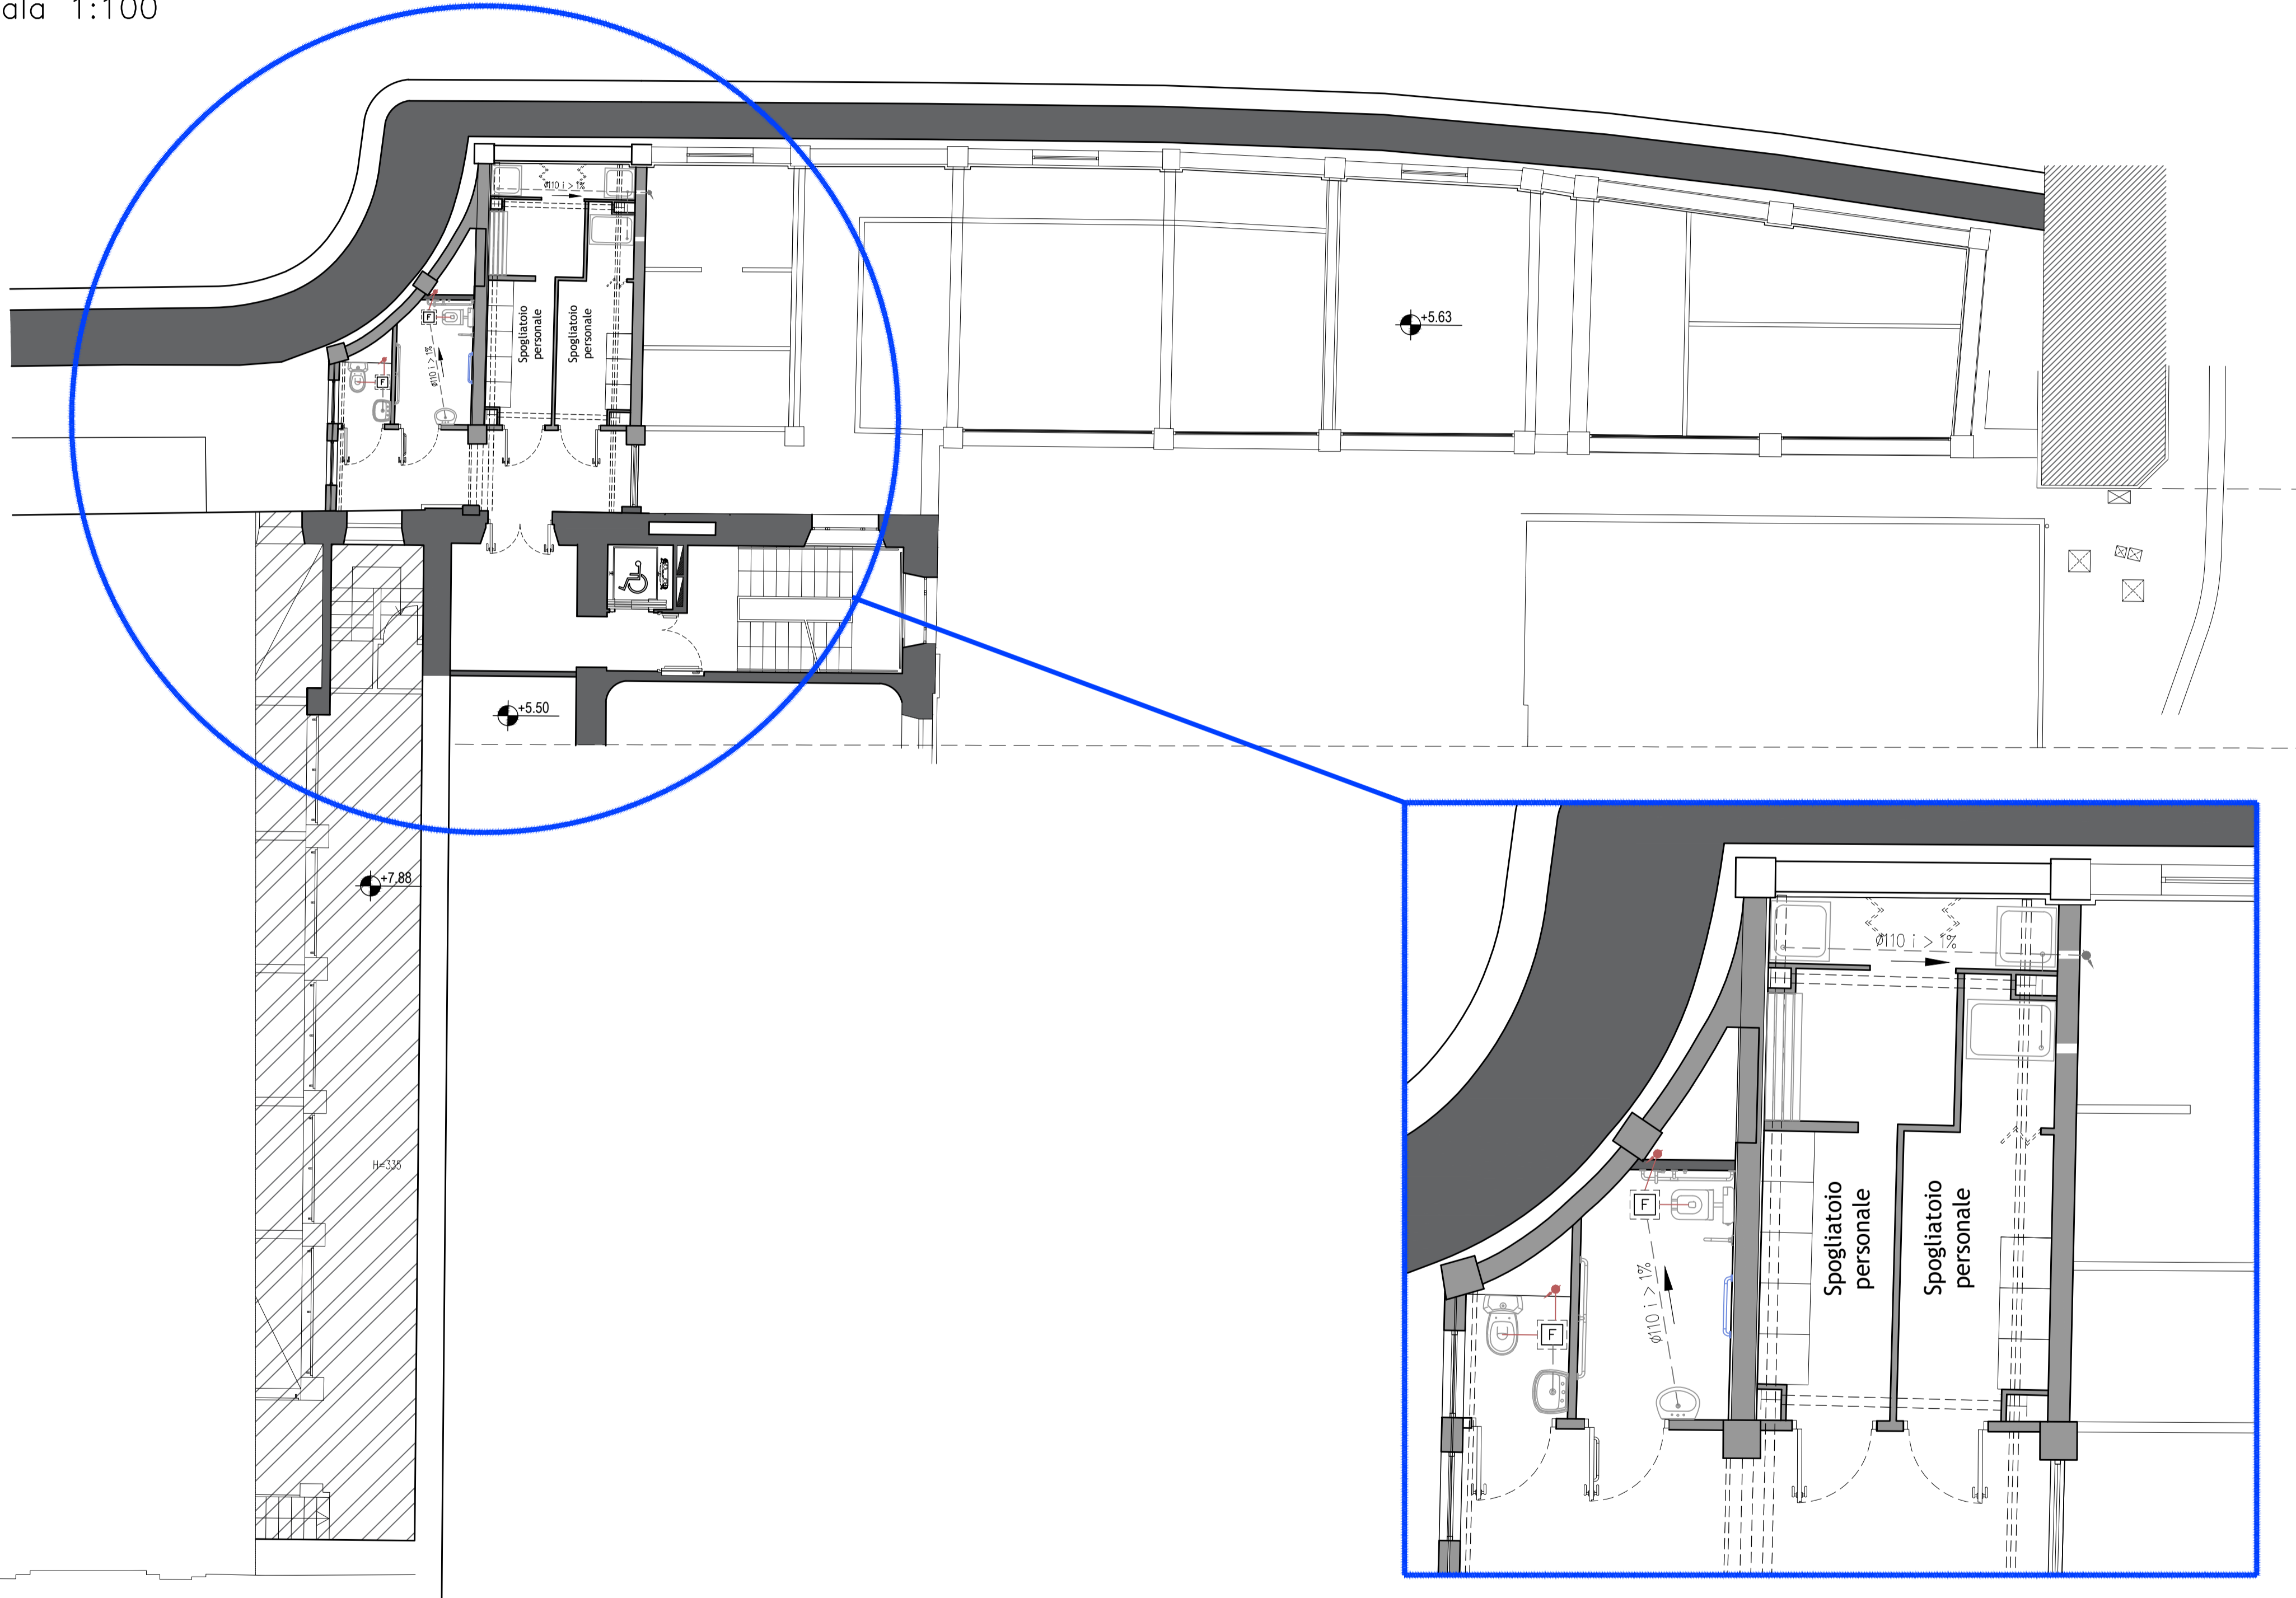 ala 1:100
Ø110 i > 1%
Spogliatoio
personale
Spogliatoio
personale
F
F
Ø110 i > 1%
+5.63
+5.50
+7.88
H=335
Ø110 i > 1%
Spogliatoio
personale
Spogliatoio
personale
F
F
Ø110 i > 1%